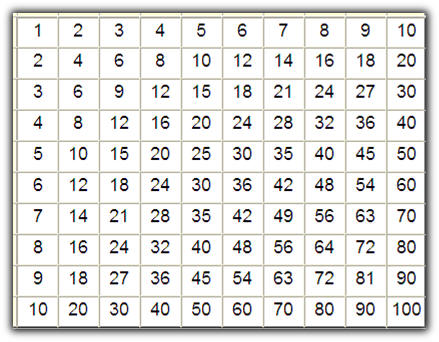 1 2 3 4 5 6 7 8 9 10
2 4 6 8 10 12 14 16 18 20
3 6 9 12 15 18 21 24 27 30
4 8 12 16 20 24 28 32 36 40
5 10 15 20 25 30 35 40 45 50
6 12 18 24 30 36 42 48 54 60
7 14 21 28 35 42 49 56 63 70
8 16 24 32 40 48 56 64 72 80
9 18 27 36 45 54 63 72 81 90
10 20 30 40 50 60 70 80 90 100